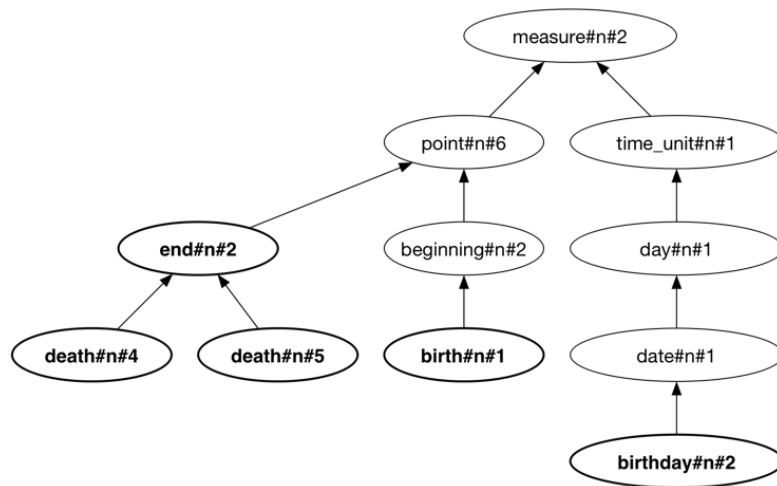 measure#n#2
point#n#6
time_unit#n#1
end#n#2
beginning#n#2
day#n#1
death#n#4
death#n#5
birth#n#1
date#n#1
birthday#n#2